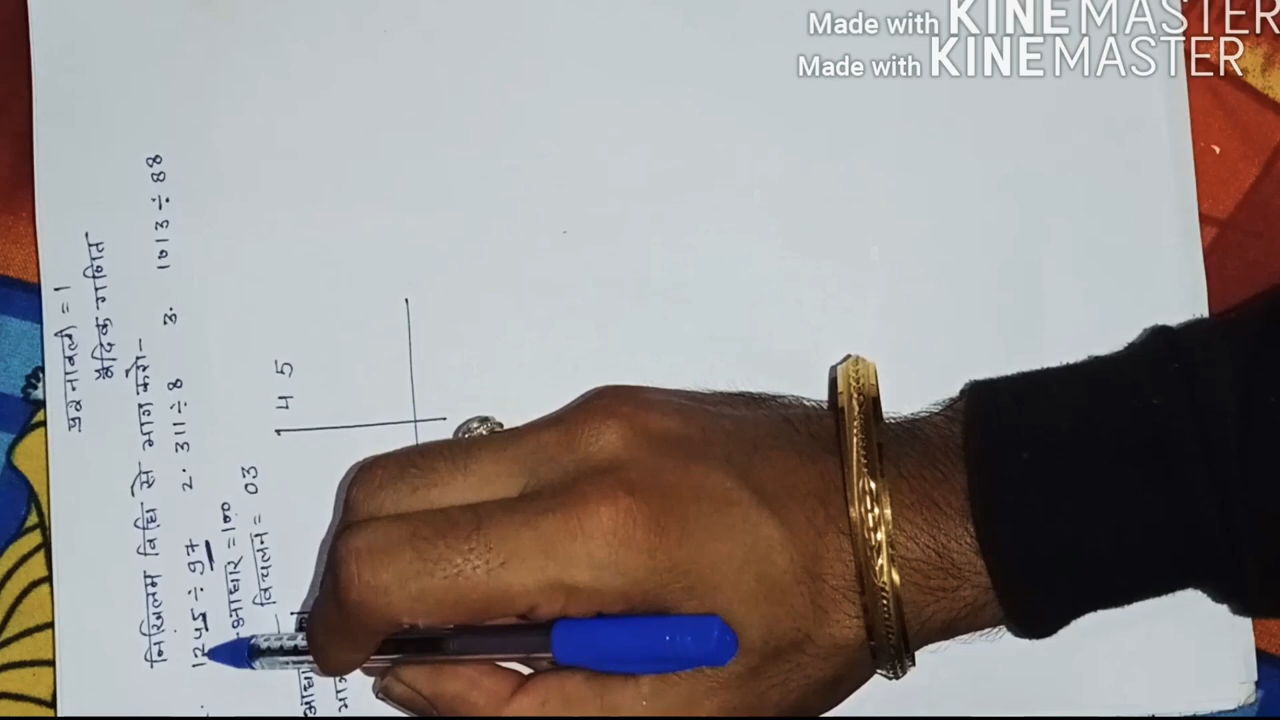 Made with KINEMASTER
Made with KINEMASTER
प्रश्नावली = 1
वैदिक गणित
निखिलम विधि से भाग करो-
1245 ÷ 97 2. 311 ÷ 8 3. 1013 ÷ 88
आधार = 100
विचलन = 03
4 5